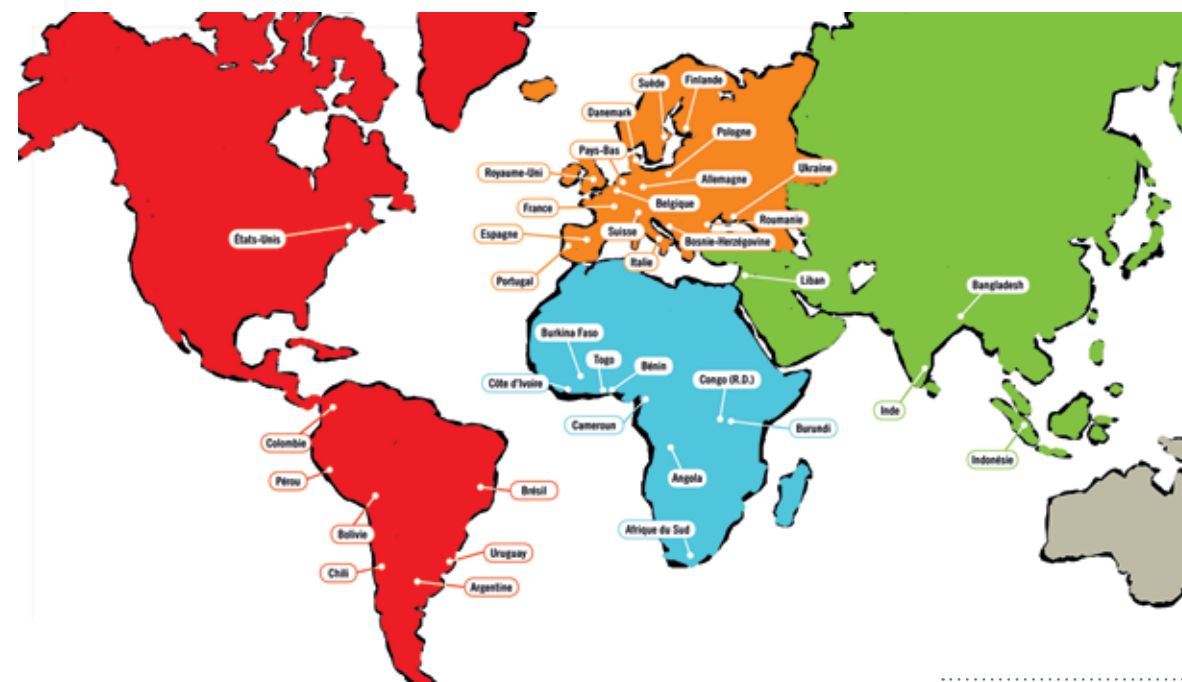 Suède
Finlande
Danemark
Pologne
Pays-Bas
Ukraine
Royaume-Uni
Allemagne
Belgique
France
Roumanie
Suisse
Espagne
Bosnie-Herzégovine
États-Unis
Italie
Portugal
Liban
Bangladesh
Burkina Faso
Togo
Bénin
Côte d'Ivoire
Congo (R.D.)
Inde
Cameroun
Burundi
Colombie
Indonésie
Pérou
Angola
Brésil
Bolivie
Afrique du Sud
Uruguay
Chili
Argentine